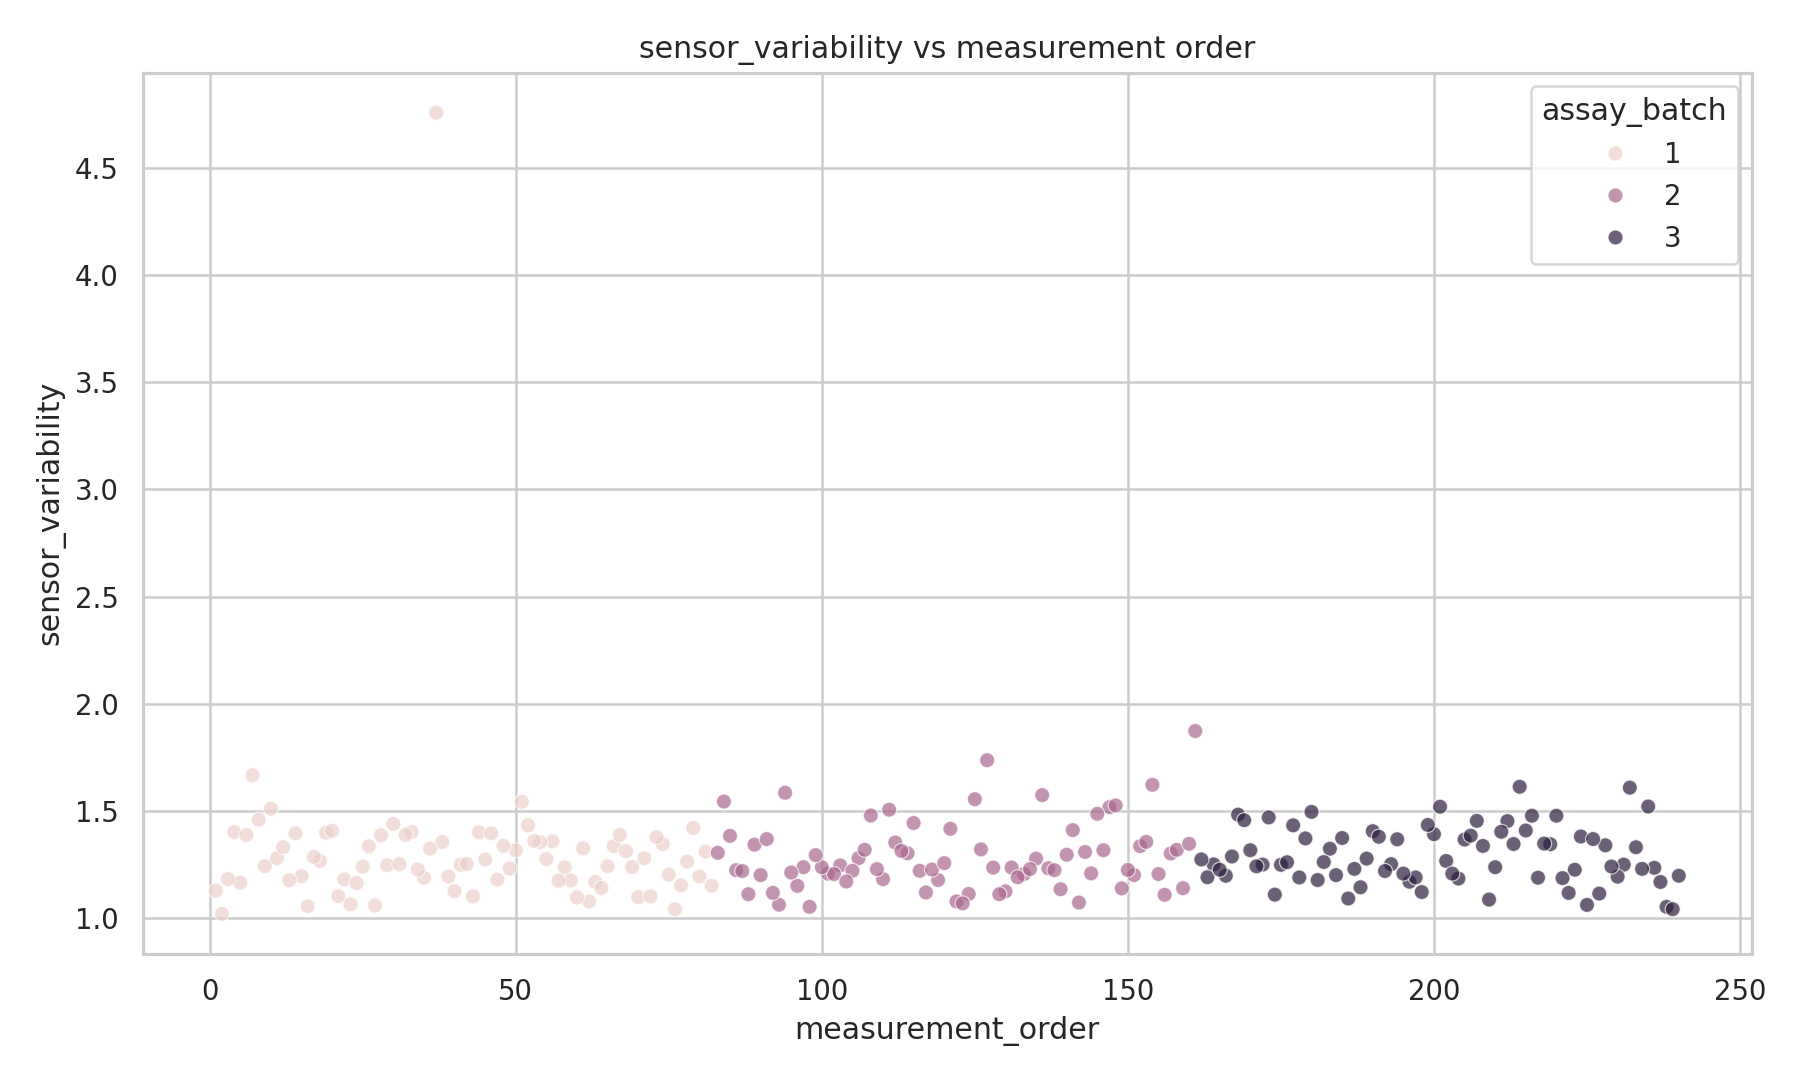 sensor_variability vs measurement order
assay_batch
1
2
3
4.5
4.0
3.5
3.0
2.5
2.0
1.5
1.0
sensor_variability
0 50 100 150 200 250
measurement_order